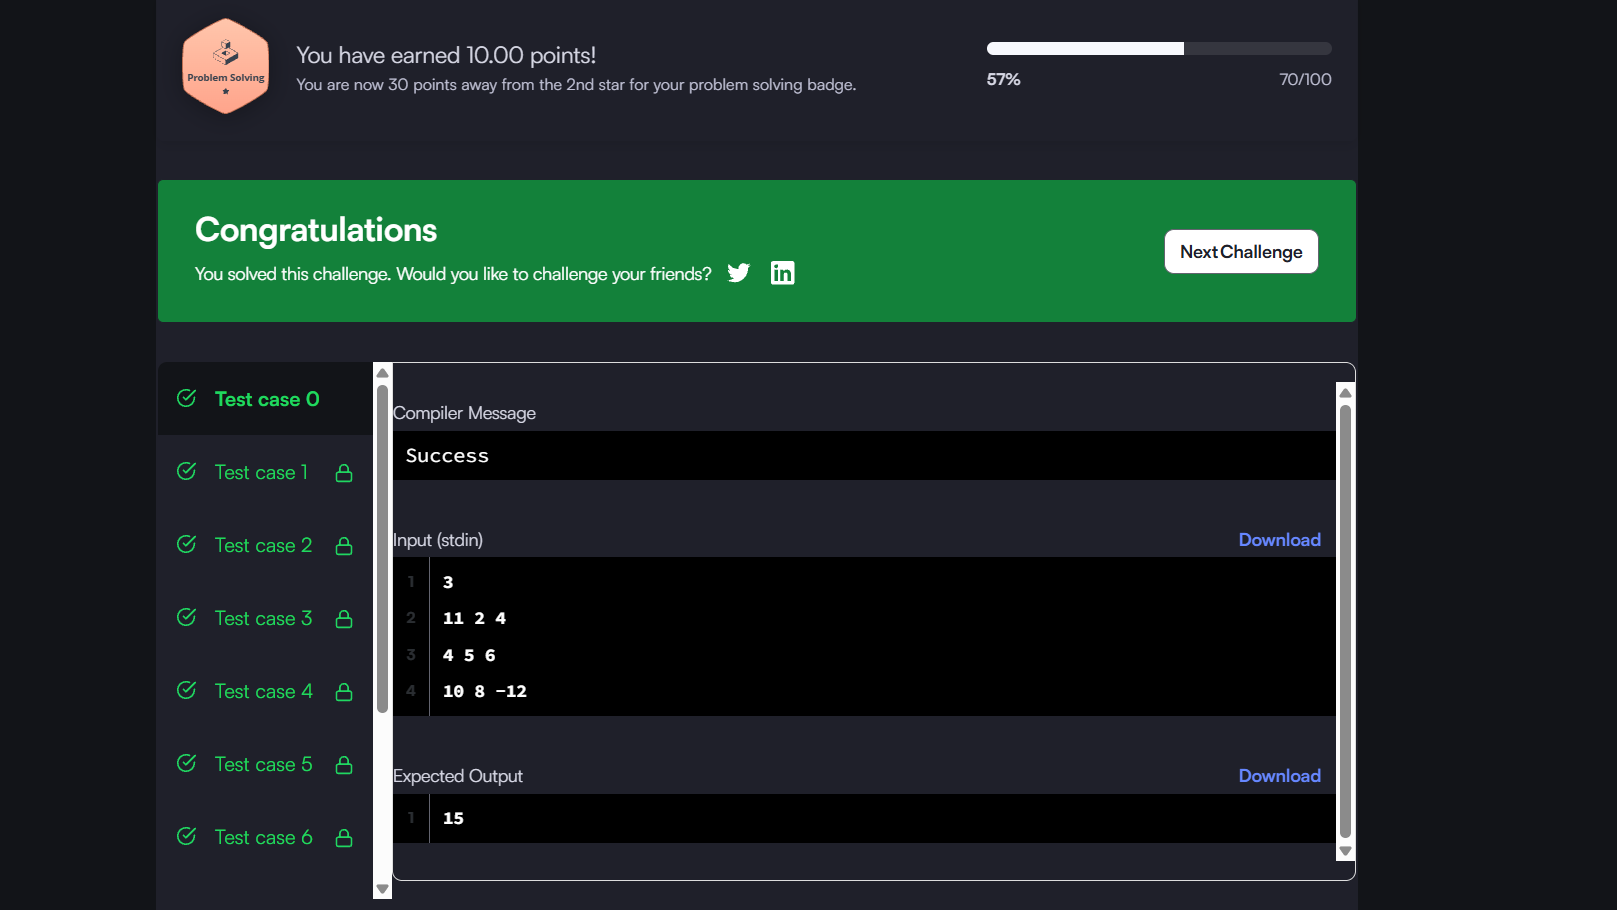 Problem Solving
You have earned 10.00 points!
You are now 30 points away from the 2nd star for your problem solving badge.
57%
70/100
Congratulations
You solved this challenge. Would you like to challenge your friends?
in
Next Challenge
Test case 0
Test case 1
Test case 2
Test case 3
Test case 4
Test case 5
Test case 6
Compiler Message
Success
Input (stdin)
Download
1 3
2 11 2 4
3 4 5 6
4 10 8 -12
Expected Output
Download
1 15